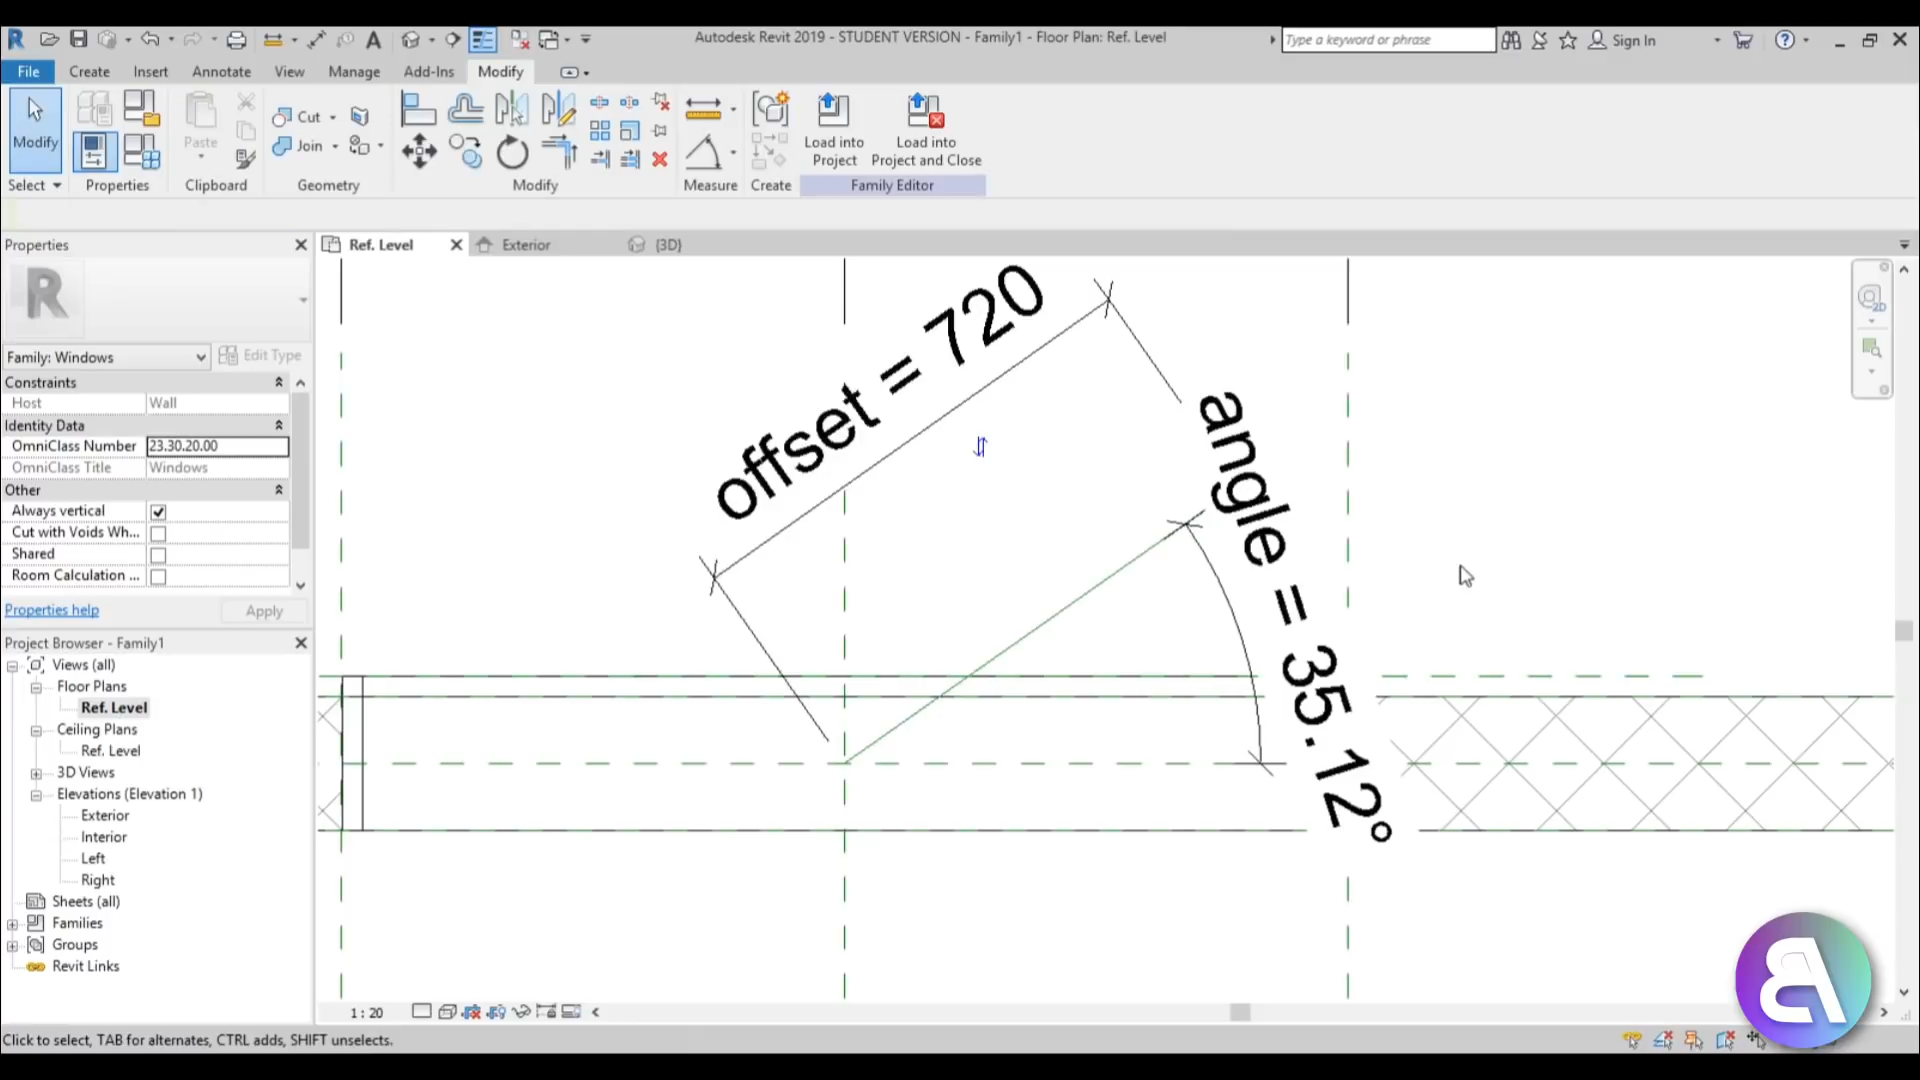 Autodesk Revit 2019 - STUDENT VERSION - Family1 - Floor Plan: Ref. Level
Type a keyword or phrase
Sign In
File Create Insert Annotate View Manage Add-Ins Modify
Modify
Paste
Cut
Join
Load into Project
Load into Project and Close
Select Properties Clipboard Geometry Modify Measure Create Family Editor
Properties
Ref. Level
Exterior
{3D}
Family: Windows
Edit Type
Constraints
Host Wall
Identity Data
OmniClass Number 23.30.20.00
OmniClass Title Windows
Other
Always vertical
Cut with Voids Wh...
Shared
Room Calculation ...
Properties help
Apply
Project Browser - Family1
Views (all)
Floor Plans
Ref. Level
Ceiling Plans
Ref. Level
3D Views
Elevations (Elevation 1)
Exterior
Interior
Left
Right
Sheets (all)
Families
Groups
Revit Links
offset = 720
angle = 35.12°
2D
1 : 20
Click to select, TAB for alternates, CTRL adds, SHIFT unselects.